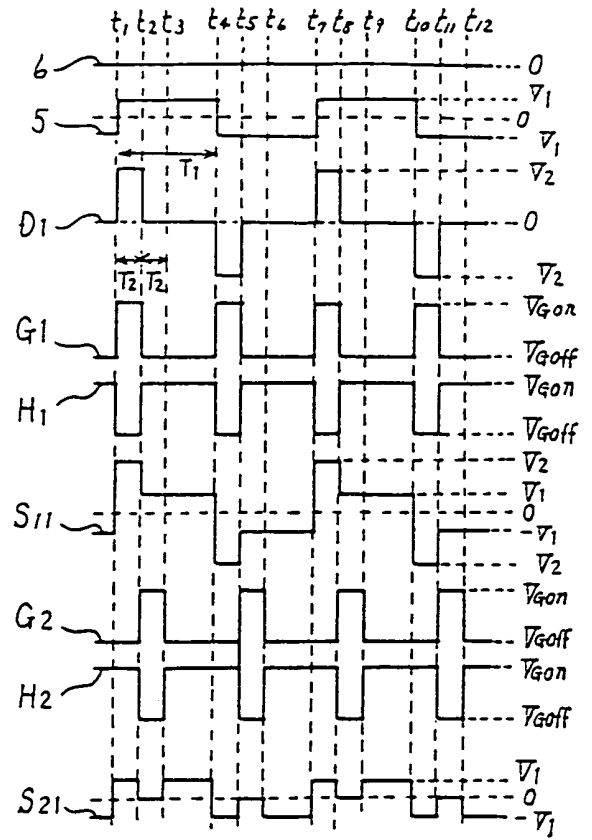 t1 t2 t3 t4 t5 t6 t7 t8 t9 t10 t11 t12
6 0
V1
5 0
V1
T1
V2
D1 0
T2 T2 V2
VGon
G1
VGoff
VGon
H1
VGoff
V2
V1
S11 0
-V1
V2
VGon
G2
VGoff
VGon
H2
VGoff
V1
S21 0
-V1